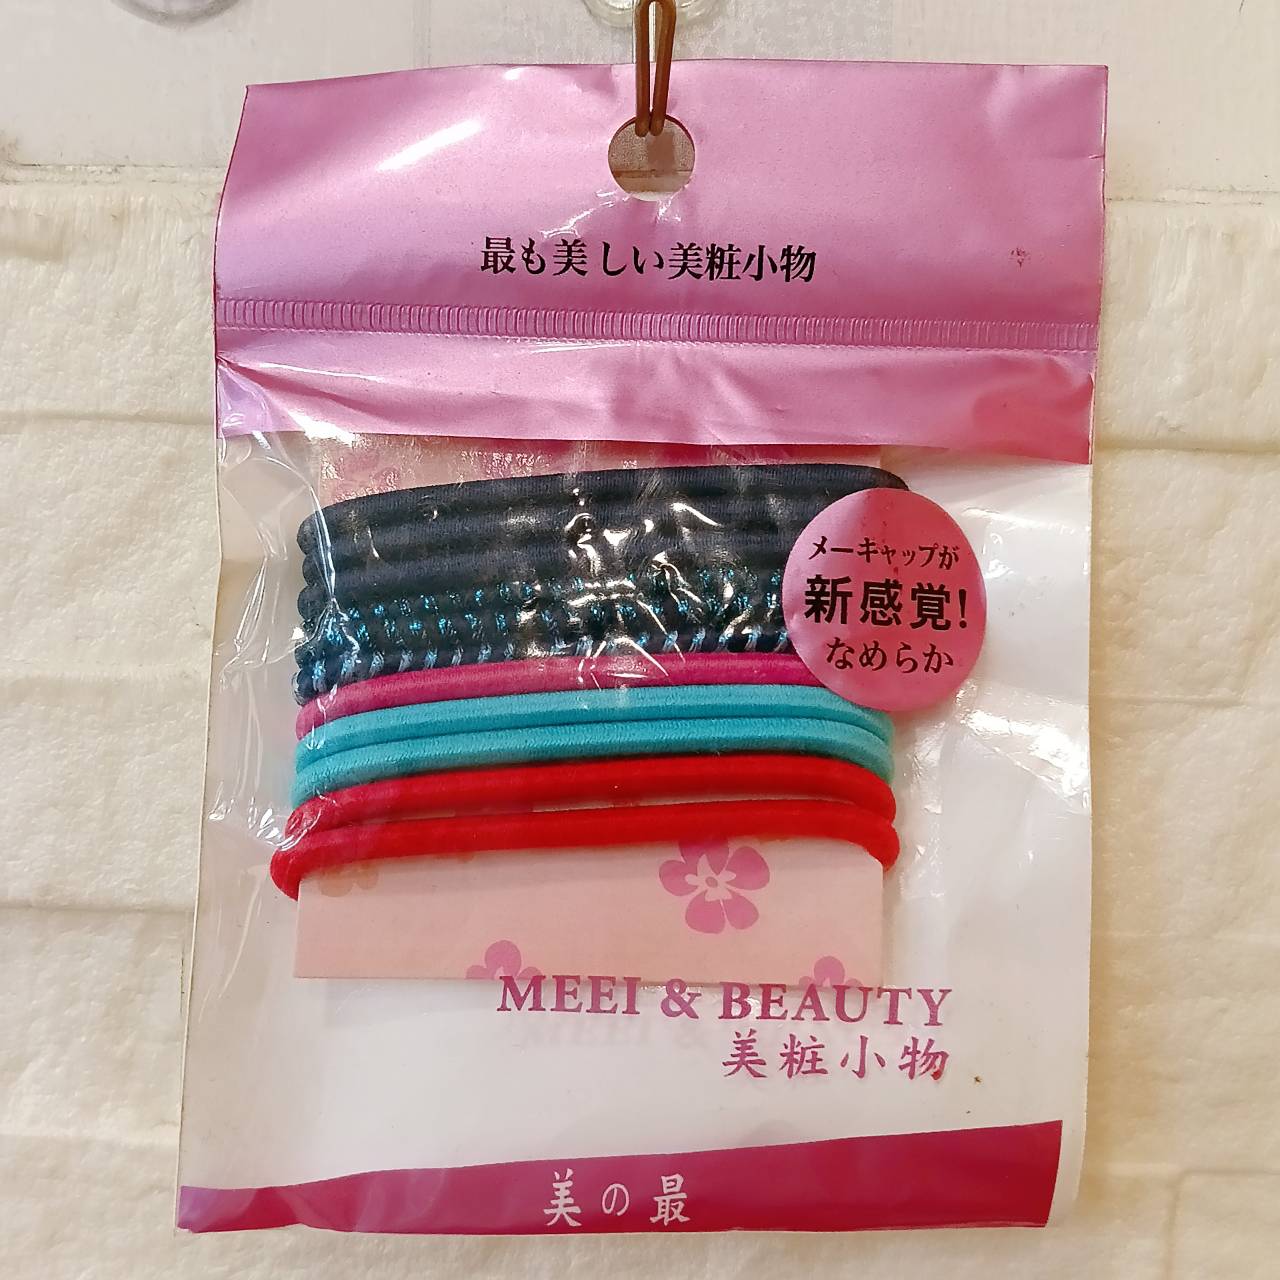 最も美しい美粧小物
メーキャップが
新感覚!
なめらか
MEEI & BEAUTY
美粧小物
美の最